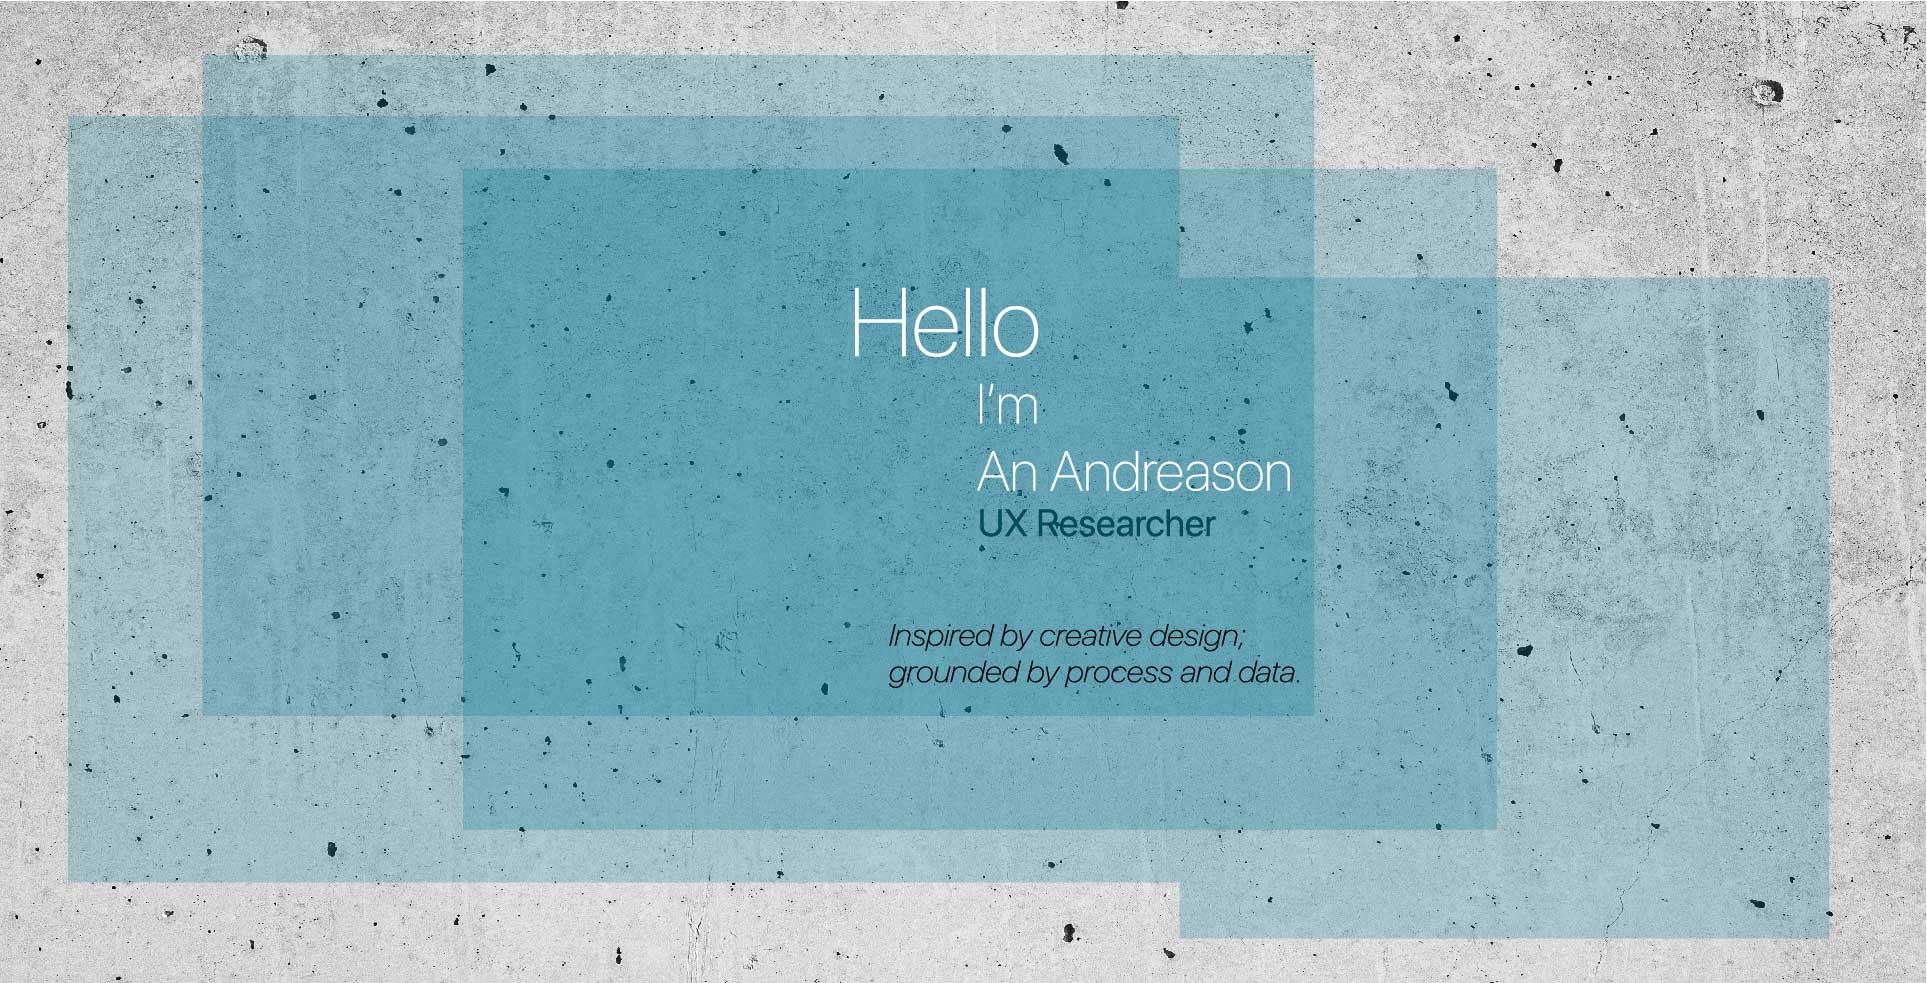 Hello
I'm
An Andreason
UX Researcher
Inspired by creative design;
grounded by process and data.